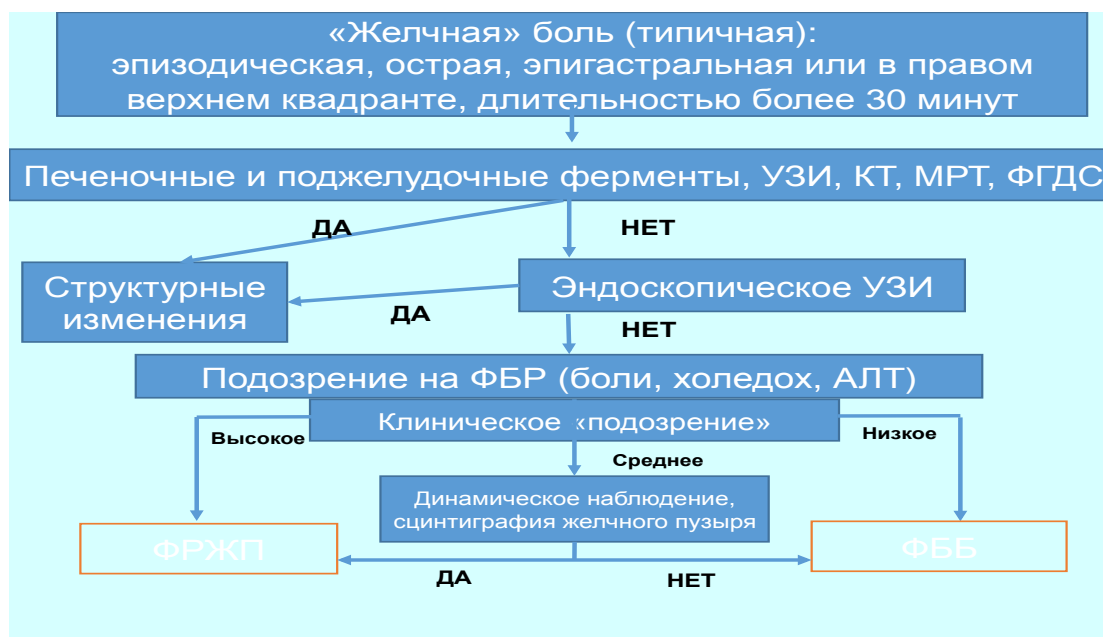 «Желчная» боль (типичная):
эпизодическая, острая, эпигастральная или в правом
верхнем квадранте, длительностью более 30 минут
Печеночные и поджелудочные ферменты, УЗИ, КТ, МРТ, ФГДС
ДА
НЕТ
Структурные
изменения
Эндоскопическое УЗИ
ДА
НЕТ
Подозрение на ФБР (боли, холедох, АЛТ)
Клиническое «подозрение»
Высокое
Низкое
Среднее
Динамическое наблюдение,
сцинтиграфия желчного пузыря
ФРЖП
ФББ
ДА
НЕТ